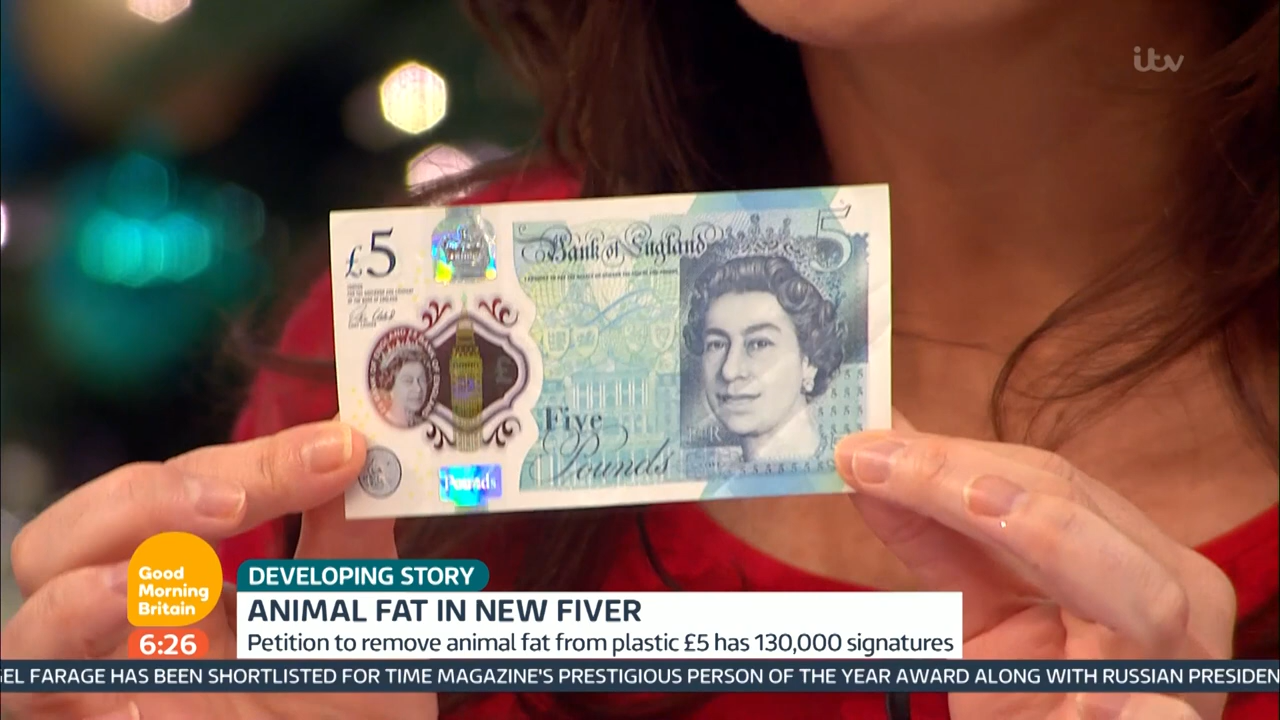 itv
£5
5
Bank of England
Five
Pounds
Pounds
Good
Morning
Britain
6:26
DEVELOPING STORY
ANIMAL FAT IN NEW FIVER
Petition to remove animal fat from plastic £5 has 130,000 signatures
GEL FARAGE HAS BEEN SHORTLISTED FOR TIME MAGAZINE'S PRESTIGIOUS PERSON OF THE YEAR AWARD ALONG WITH RUSSIAN PRESIDEN